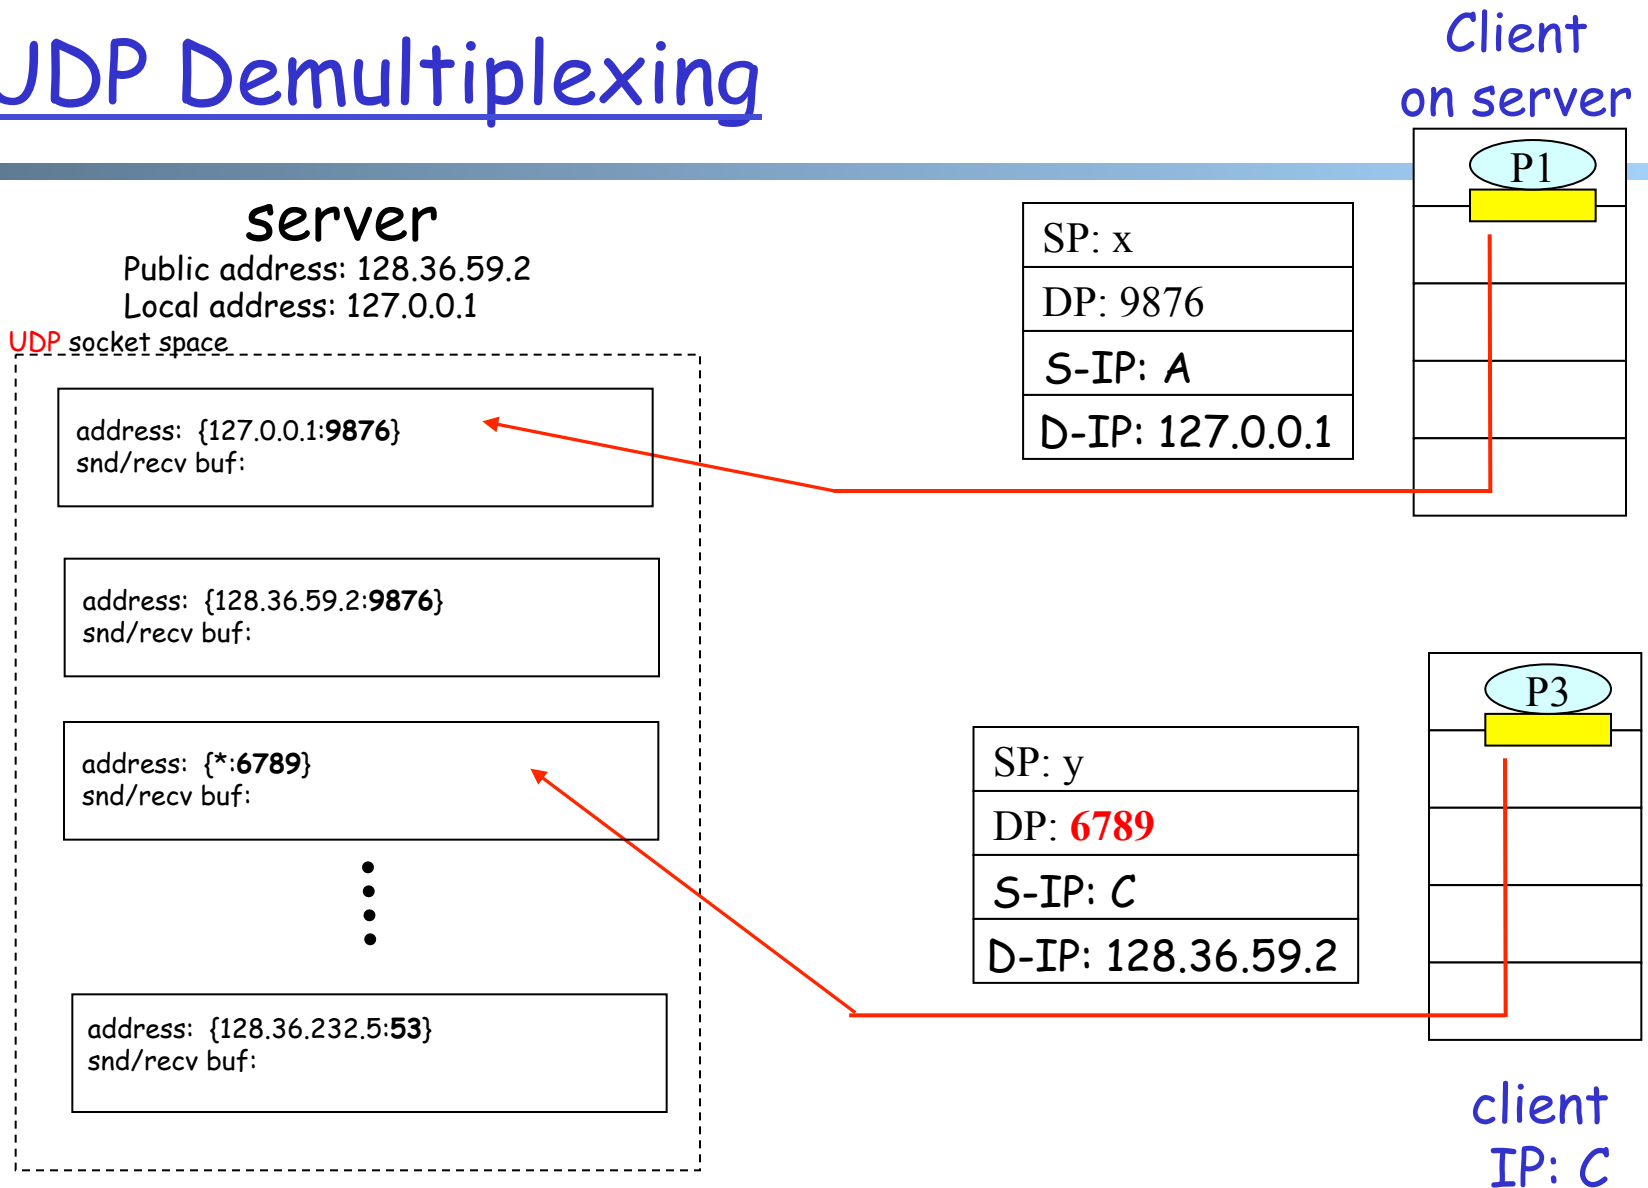 UDP Demultiplexing
Client
on server
P1
server
Public address: 128.36.59.2
Local address: 127.0.0.1
UDP socket space
SP: x
DP: 9876
S-IP: A
D-IP: 127.0.0.1
address: {127.0.0.1:9876}
snd/recv buf:
address: {128.36.59.2:9876}
snd/recv buf:
P3
address: {*:6789}
snd/recv buf:
SP: y
DP: 6789
S-IP: C
D-IP: 128.36.59.2
address: {128.36.232.5:53}
snd/recv buf:
client
IP: C